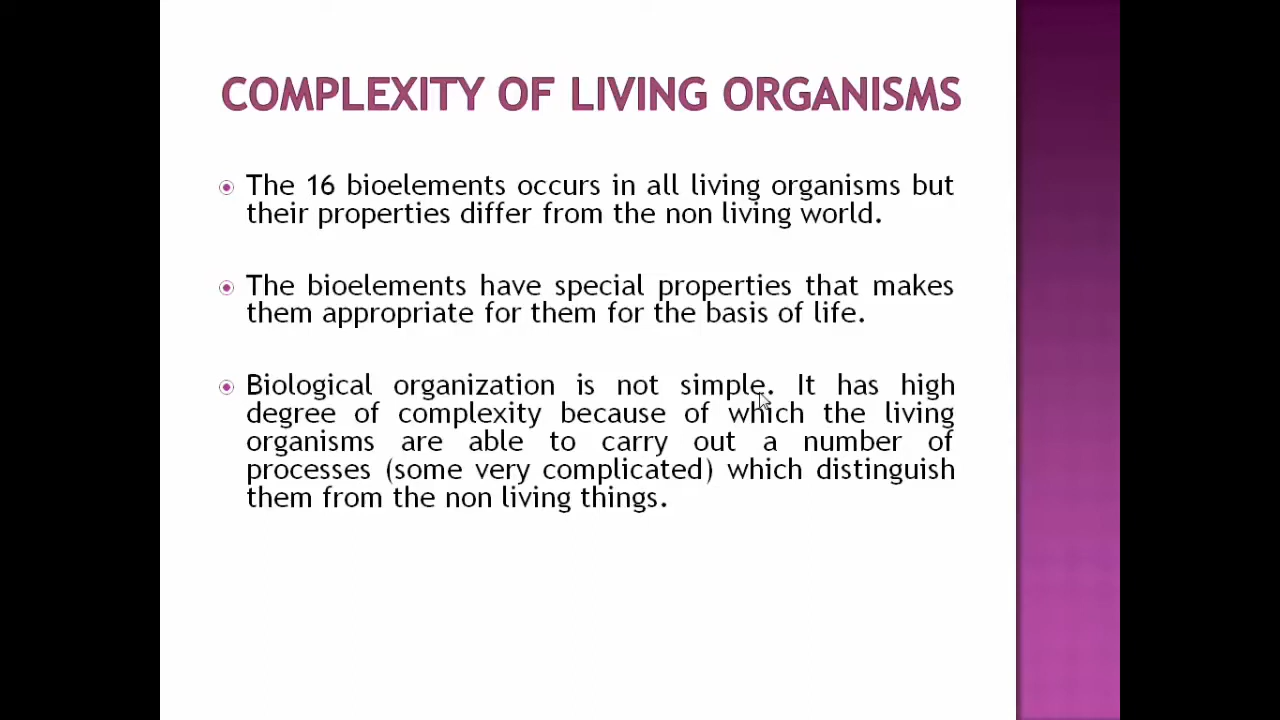 COMPLEXITY OF LIVING ORGANISMS
The 16 bioelements occurs in all living organisms but
their properties differ from the non living world.
The bioelements have special properties that makes
them appropriate for them for the basis of life.
Biological organization is not simple. It has high
degree of complexity because of which the living
organisms are able to carry out a number of
processes (some very complicated) which distinguish
them from the non living things.